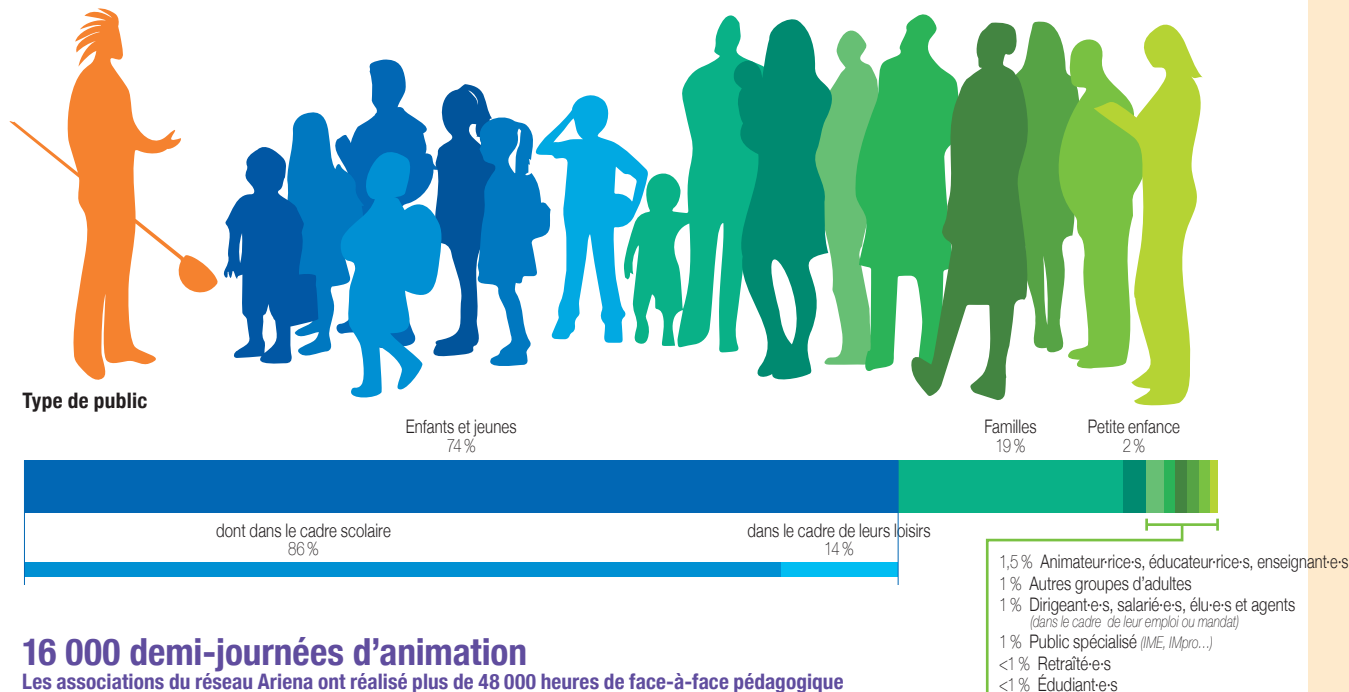 Type de public
Enfants et jeunes
74 %
Familles
19 %
Petite enfance
2 %
dont dans le cadre scolaire
86 %
dans le cadre de leurs loisirs
14 %
1,5 % Animateur·rice·s, éducateur·rice·s, enseignant·e·s
1 % Autres groupes d’adultes
1 % Dirigeant·e·s, salarié·e·s, élu·e·s et agents
(dans le cadre de leur emploi ou mandat)
1 % Public spécialisé (IME, IMpro…)
<1 % Retraîté·e·s
<1 % Édudiant·e·s
16 000 demi-journées d’animation
Les associations du réseau Ariena ont réalisé plus de 48 000 heures de face-à-face pédagogique